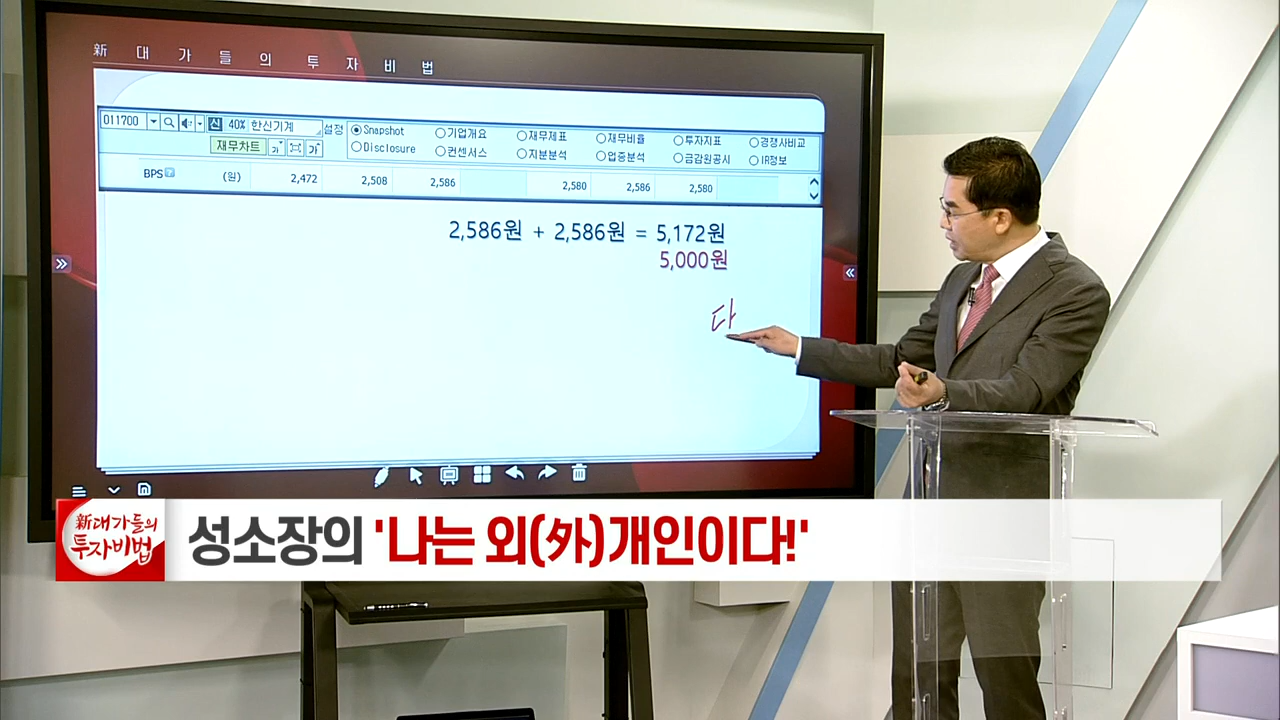 新 대 가 들 의 투 자 비 법
011700 신 40% 한신기계 설정 Snapshot 기업개요 재무제표 재무비율 투자지표 경쟁사비교
재무차트 가 가 Disclosure 컨센서스 지분분석 업종분석 금감원공시 IR정보
BPS (원) 2,472 2,508 2,586 2,580 2,586 2,580
2,586원 + 2,586원 = 5,172원
5,000원
다
新대가들의
투자비법
성소장의 '나는 외(外)개인이다!'